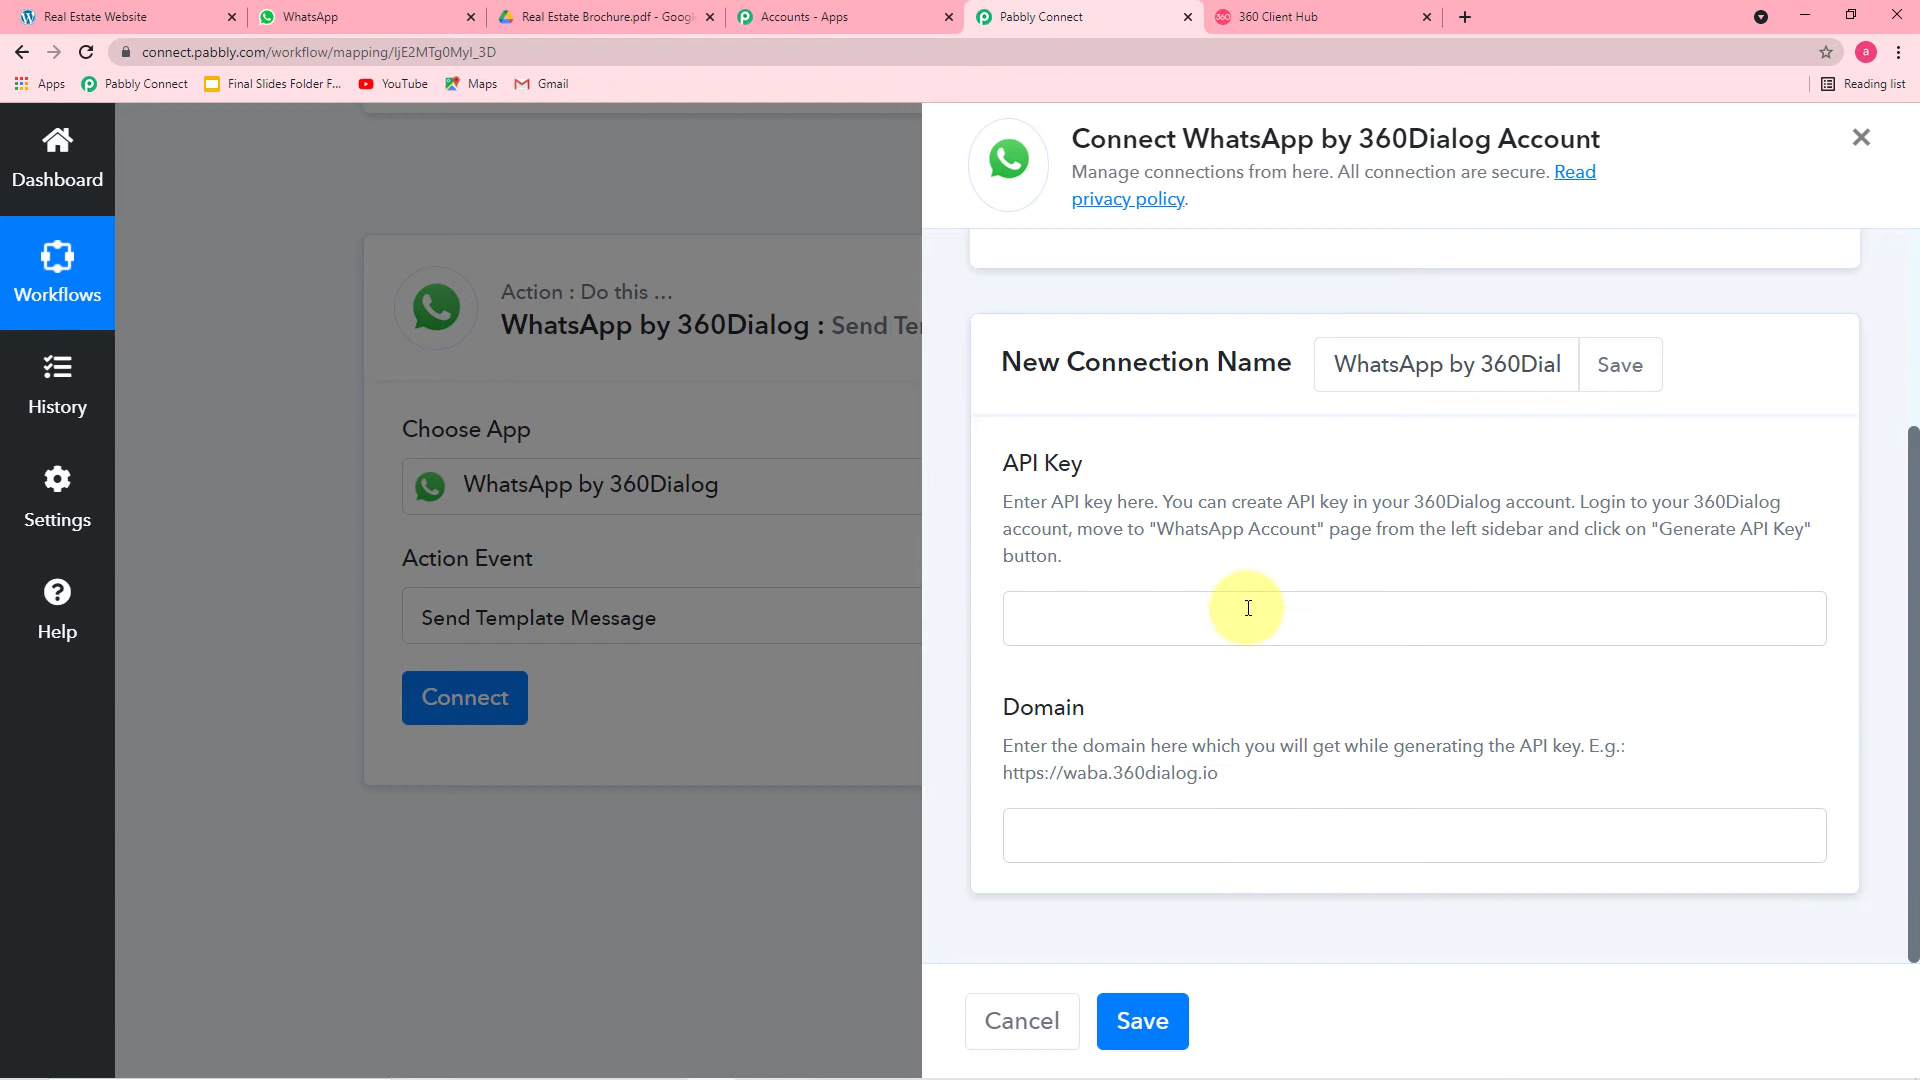 Real Estate Website
WhatsApp
Real Estate Brochure.pdf - Googl
Accounts - Apps
Pabbly Connect
360 Client Hub
connect.pabbly.com/workflow/mapping/IjE2MTg0MyI_3D
a
Apps
Pabbly Connect
Final Slides Folder F...
YouTube
Maps
Gmail
Reading list
Dashboard
Workflows
History
Settings
Help
Action : Do this ...
WhatsApp by 360Dialog : Send Ter
Choose App
WhatsApp by 360Dialog
Action Event
Send Template Message
Connect
Connect WhatsApp by 360Dialog Account
Manage connections from here. All connection are secure. Read
privacy policy.
New Connection Name
WhatsApp by 360Dial
Save
API Key
Enter API key here. You can create API key in your 360Dialog account. Login to your 360Dialog
account, move to "WhatsApp Account" page from the left sidebar and click on "Generate API Key"
button.
Domain
Enter the domain here which you will get while generating the API key. E.g.:
https://waba.360dialog.io
Cancel
Save